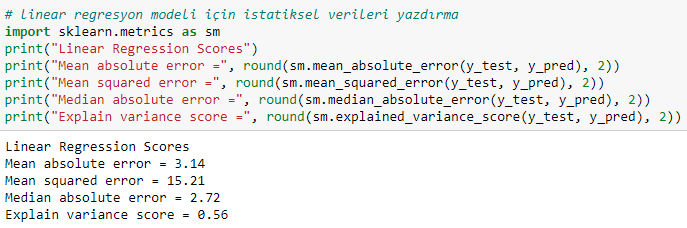 # linear regresyon modeli için istatiksel verileri yazdırma
import sklearn.metrics as sm
print("Linear Regression Scores")
print("Mean absolute error =", round(sm.mean_absolute_error(y_test, y_pred), 2))
print("Mean squared error =", round(sm.mean_squared_error(y_test, y_pred), 2))
print("Median absolute error =", round(sm.median_absolute_error(y_test, y_pred), 2))
print("Explain variance score =", round(sm.explained_variance_score(y_test, y_pred), 2))
Linear Regression Scores
Mean absolute error = 3.14
Mean squared error = 15.21
Median absolute error = 2.72
Explain variance score = 0.56